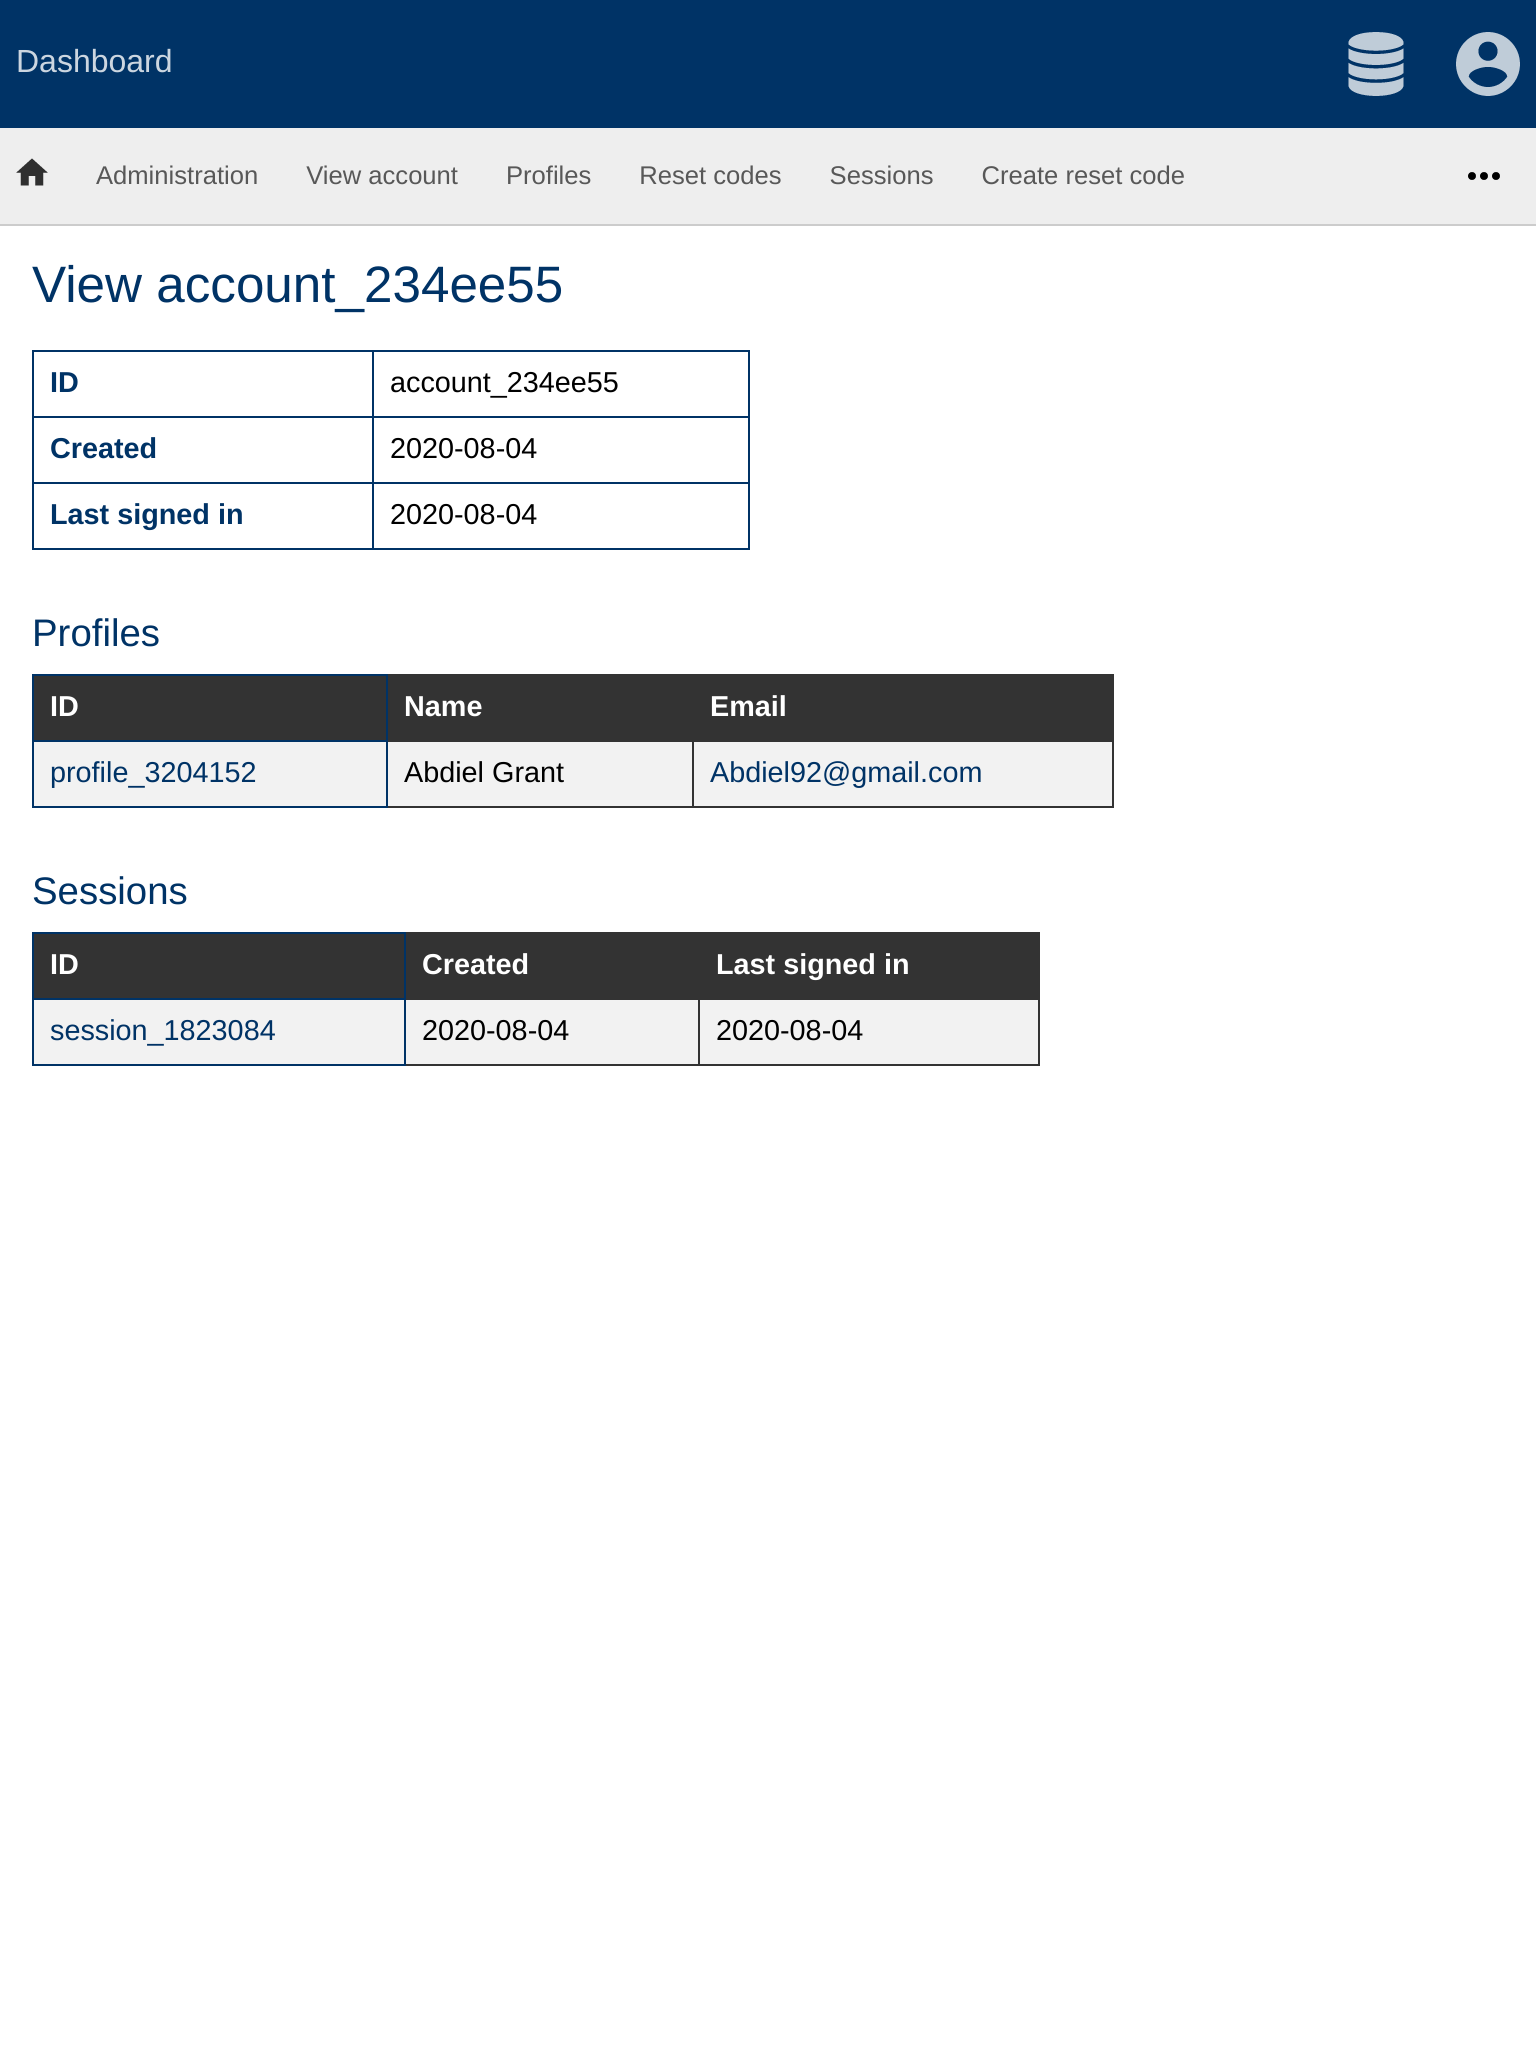 Dashboard
Administration View account Profiles Reset codes Sessions Create reset code
View account_234ee55
ID account_234ee55
Created 2020-08-04
Last signed in 2020-08-04
Profiles
ID Name Email
profile_3204152 Abdiel Grant Abdiel92@gmail.com
Sessions
ID Created Last signed in
session_1823084 2020-08-04 2020-08-04